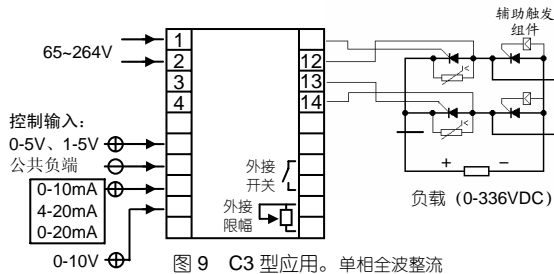 辅助触发
组件
65~264V
1
2
3
4
12
13
14
控制输入：
0-5V、1-5V
公共负端
0-10mA
4-20mA
0-20mA
0-10V
外接
开关
外接
限幅
+ −
负载 (0-336VDC)
图 9 C3 型应用。单相全波整流